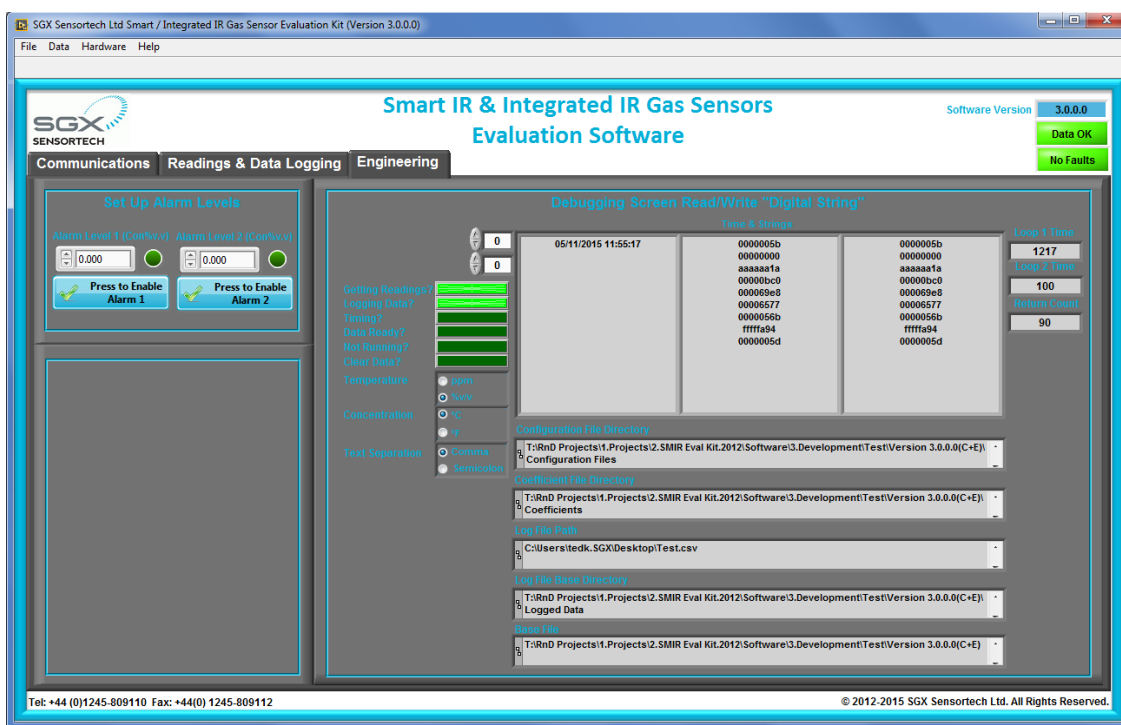 SGX Sensortech Ltd Smart / Integrated IR Gas Sensor Evaluation Kit (Version 3.0.0.0)
File Data Hardware Help
SGX
SENSORTECH
Smart IR & Integrated IR Gas Sensors
Evaluation Software
Software Version 3.0.0.0
Data OK
No Faults
Communications Readings & Data Logging Engineering
Set Up Alarm Levels
Alarm Level 1 (Con%v.v) Alarm Level 2 (Con%v.v)
0.000 0.000
Press to Enable
Alarm 1
Press to Enable
Alarm 2
Debugging Screen Read/Write "Digital String"
Time & Strings
0
0
05/11/2015 11:55:17
0000005b
00000000
aaaaaa1a
00000bc0
000069e8
00006577
0000056b
fffffa94
0000005d
0000005b
00000000
aaaaaa1a
00000bc0
000069e8
00006577
0000056b
fffffa94
0000005d
Loop 1 Time
1217
Loop 2 Time
100
Return Count
90
Getting Readings?
Logging Data?
Timing?
Data Ready?
Not Running?
Clear Data?
Temperature
ppm
%v/v
Concentration
°C
°F
Text Separation
Comma
Semicolon
Configuration File Directory
T:\RnD Projects\1.Projects\2.SMIR Eval Kit.2012\Software\3.Development\Test\Version 3.0.0.0(C+E)\
Configuration Files
Coefficient File Directory
T:\RnD Projects\1.Projects\2.SMIR Eval Kit.2012\Software\3.Development\Test\Version 3.0.0.0(C+E)\
Coefficients
Log File Path
C:\Users\tedk.SGX\Desktop\Test.csv
Log File Base Directory
T:\RnD Projects\1.Projects\2.SMIR Eval Kit.2012\Software\3.Development\Test\Version 3.0.0.0(C+E)\
Logged Data
Base File
T:\RnD Projects\1.Projects\2.SMIR Eval Kit.2012\Software\3.Development\Test\Version 3.0.0.0(C+E)
Tel: +44 (0)1245-809110 Fax: +44(0) 1245-809112
© 2012-2015 SGX Sensortech Ltd. All Rights Reserved.